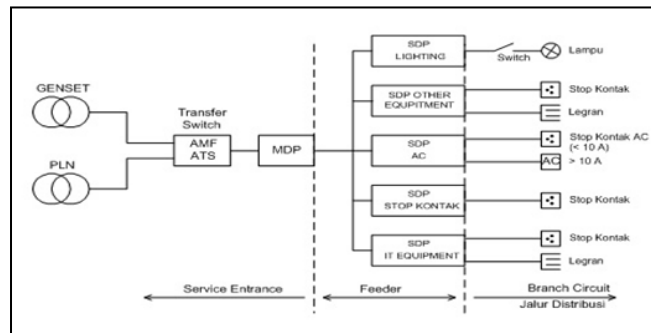 GENSET
PLN
Transfer
Switch
AMF
ATS
MDP
SDP
LIGHTING
Switch
Lampu
SDP OTHER
EQUPITMENT
Stop Kontak
Legran
SDP
AC
Stop Kontak AC
(< 10 A)
AC
> 10 A
SDP
STOP KONTAK
Stop Kontak
SDP
IT EQUIPMENT
Stop Kontak
Legran
Service Entrance
Feeder
Branch Circuit
Jalur Distribusi